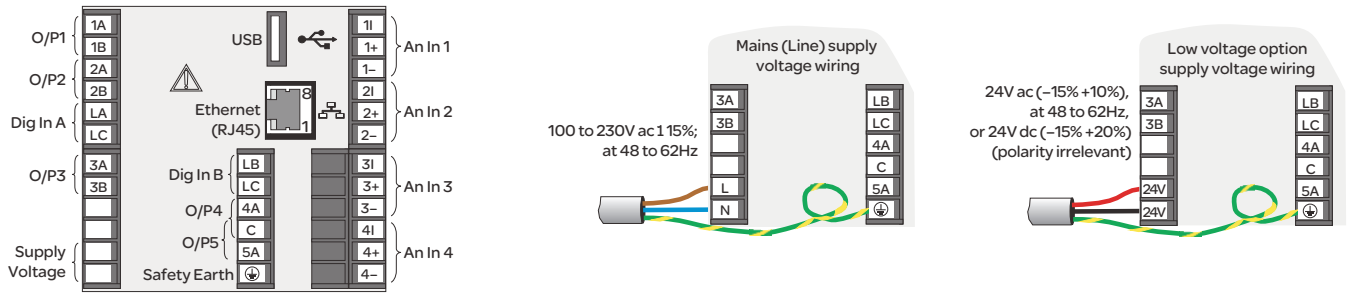 O/P1
O/P2
Dig In A
O/P3
Supply
Voltage
1A
1B
2A
2B
LA
LC
3A
3B
USB
Ethernet
(RJ45)
8
1
Dig In B
O/P4
O/P5
Safety Earth
LB
LC
4A
C
5A
1I
1+
1–
2I
2+
2–
3I
3+
3–
4I
4+
4–
An In 1
An In 2
An In 3
An In 4
Mains (Line) supply
voltage wiring
100 to 230V ac 1 15%;
at 48 to 62Hz
3A
3B
L
N
LB
LC
4A
C
5A
Low voltage option
supply voltage wiring
24V ac (–15% +10%),
at 48 to 62Hz,
or 24V dc (–15% +20%)
(polarity irrelevant)
3A
3B
24V
24V
LB
LC
4A
C
5A